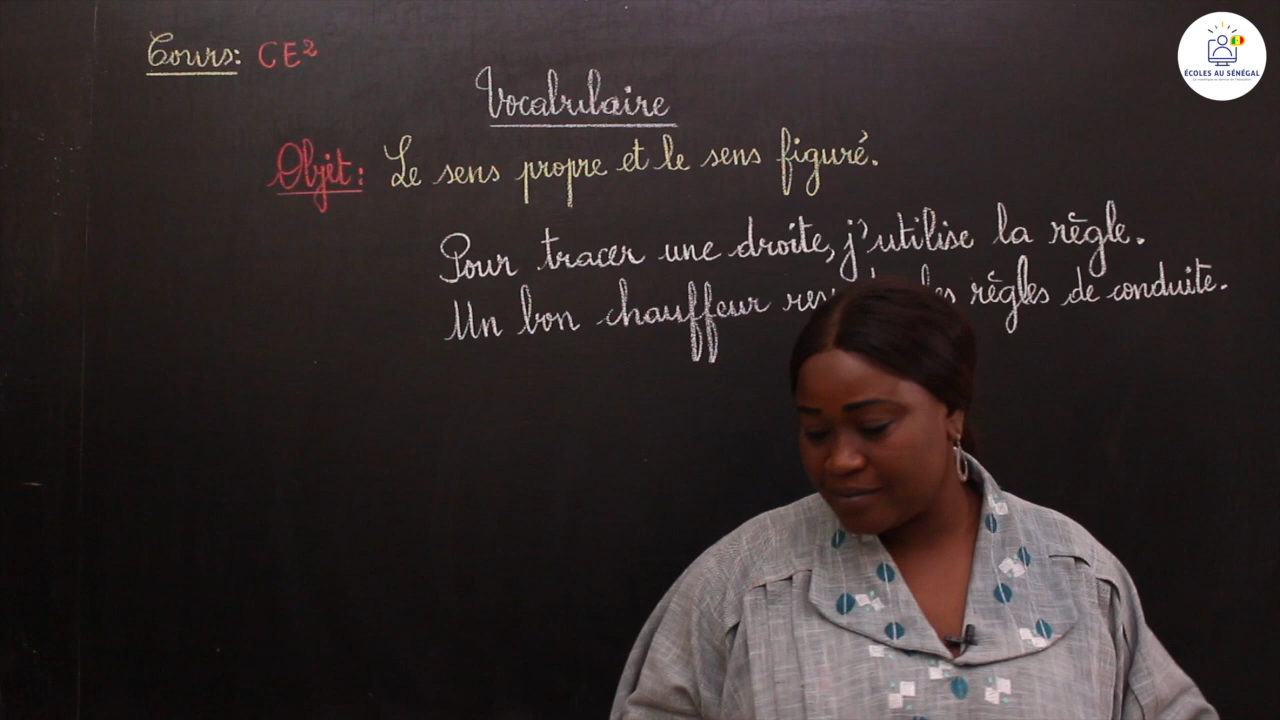 Cours: CE2
Vocabulaire
Objet: Le sens propre et le sens figuré.
Pour tracer une droite, j'utilise la règle.
Un bon chauffeur les règles de conduite.
ÉCOLES AU SÉNÉGAL